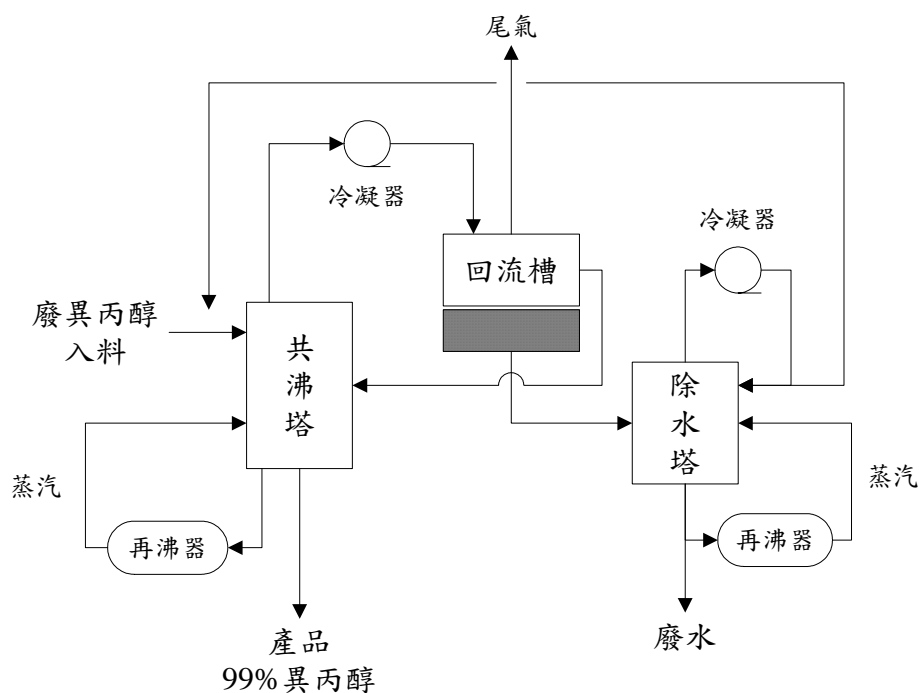 尾氣
冷凝器
冷凝器
回流槽
廢異丙醇
入料
共
沸
塔
除
水
塔
蒸汽
蒸汽
再沸器
再沸器
產品
99%異丙醇
廢水